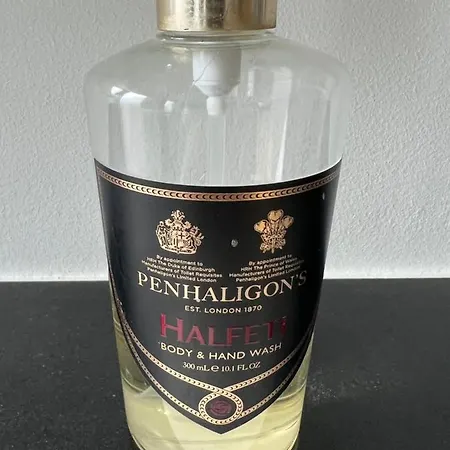 By appointment to
HRH The Duke of Edinburgh
Manufacturers of Toilet Requisites
Penhaligon's Limited London
By appointment to
HRH The Prince of Wales
Manufacturers of Toilet Requisites
Penhaligon's Limited London
PENHALIGON'S
EST. LONDON 1870
HALFETI
BODY & HAND WASH
300 mL ℮ 10.1 FL OZ